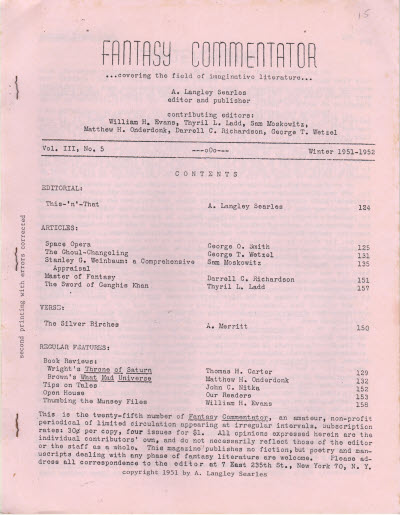 15
FANTASY COMMENTATOR
...covering the field of imaginative literature...
A. Langley Searles
editor and publisher
contributing editors:
William H. Evans, Thyril L. Ladd, Sam Moskowitz,
Matthew H. Onderdonk, Darrell C. Richardson, George T. Wetzel
Vol. III, No. 5 ---oOo--- Winter 1951-1952
CONTENTS
EDITORIAL:
This-'n'-That A. Langley Searles 124
ARTICLES:
Space Opera George O. Smith 125
The Ghoul-Changeling George T. Wetzel 131
Stanley G. Weinbaum: a Comprehensive Sam Moskowitz 135
Appraisal
Master of Fantasy Darrell C. Richardson 151
The Sword of Genghis Khan Thyril L. Ladd 157
VERSE:
The Silver Birches A. Merritt 150
REGULAR FEATURES:
Book Reviews:
Wright's Throne of Saturn Thomas H. Carter 129
Brown's What Mad Universe Matthew H. Onderdonk 132
Tips on Tales John C. Nitka 152
Open House Our Readers 153
Thumbing the Munsey Files William H. Evans 158
This is the twenty-fifth number of Fantasy Commentator, an amateur, non-profit
periodical of limited circulation appearing at irregular intervals, subscription
rates: 30¢ per copy, four issues for $1. All opinions expressed herein are the
individual contributors' own, and do not necessarily reflect those of the editor
or the staff as a whole. This magazine publishes no fiction, but poetry and man-
uscripts dealing with any phase of fantasy literature are welcome. Please ad-
dress all correspondence to the editor at 7 East 235th St., New York 70, N. Y.
copyright 1951 by A. Langley Searles
second printing with errors corrected